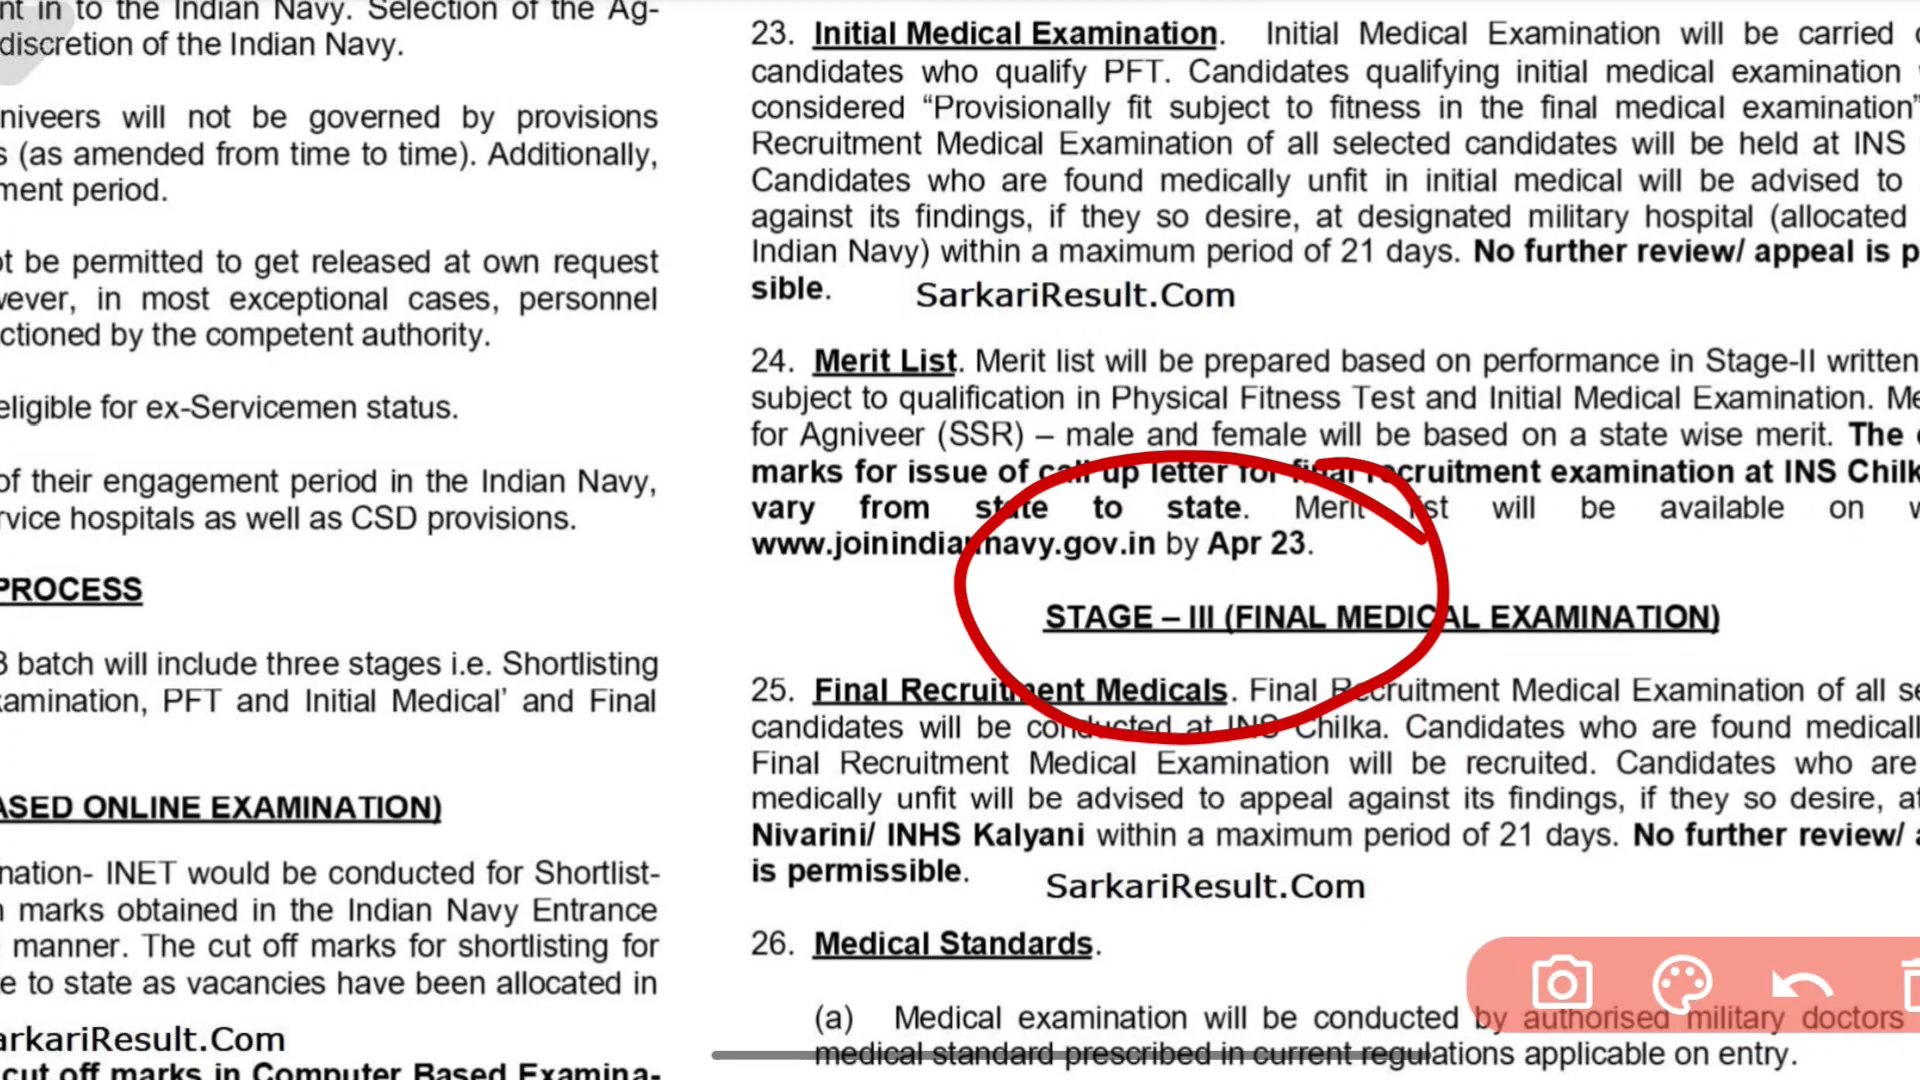 nt in to the Indian Navy. Selection of the Ag-
discretion of the Indian Navy.
niveers will not be governed by provisions
s (as amended from time to time). Additionally,
ment period.
ot be permitted to get released at own request
wever, in most exceptional cases, personnel
ctioned by the competent authority.
eligible for ex-Servicemen status.
of their engagement period in the Indian Navy,
rvice hospitals as well as CSD provisions.
PROCESS
3 batch will include three stages i.e. Shortlisting
xamination, PFT and Initial Medical’ and Final
ASED ONLINE EXAMINATION)
nation- INET would be conducted for Shortlist-
n marks obtained in the Indian Navy Entrance
manner. The cut off marks for shortlisting for
e to state as vacancies have been allocated in
arkariResult.Com
cut off marks in Computer Based Examina-
23. Initial Medical Examination. Initial Medical Examination will be carried
candidates who qualify PFT. Candidates qualifying initial medical examination
considered “Provisionally fit subject to fitness in the final medical examination”
Recruitment Medical Examination of all selected candidates will be held at INS
Candidates who are found medically unfit in initial medical will be advised to
against its findings, if they so desire, at designated military hospital (allocated
Indian Navy) within a maximum period of 21 days. No further review/ appeal is p
sible. SarkariResult.Com
24. Merit List. Merit list will be prepared based on performance in Stage-II written
subject to qualification in Physical Fitness Test and Initial Medical Examination. Me
for Agniveer (SSR) – male and female will be based on a state wise merit. The
marks for issue of call up letter for final recruitment examination at INS Chilk
vary from state to state. Merit list will be available on w
www.joinindiannavy.gov.in by Apr 23.
STAGE – III (FINAL MEDICAL EXAMINATION)
25. Final Recruitment Medicals. Final Recruitment Medical Examination of all se
candidates will be conducted at INS Chilka. Candidates who are found medicall
Final Recruitment Medical Examination will be recruited. Candidates who are
medically unfit will be advised to appeal against its findings, if they so desire, at
Nivarini/ INHS Kalyani within a maximum period of 21 days. No further review/ a
is permissible. SarkariResult.Com
26. Medical Standards.
(a) Medical examination will be conducted by authorised military doctors
medical standard prescribed in current regulations applicable on entry.